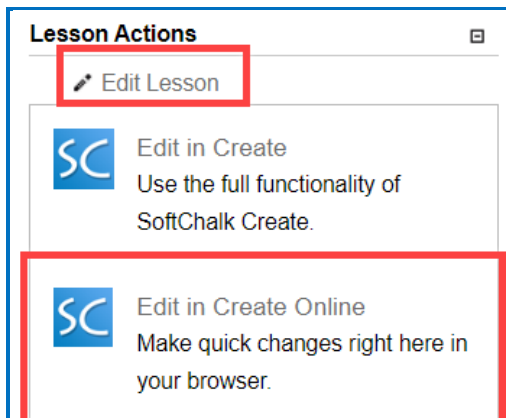 Lesson Actions
Edit Lesson
SC
Edit in Create
Use the full functionality of
SoftChalk Create.
SC
Edit in Create Online
Make quick changes right here in
your browser.